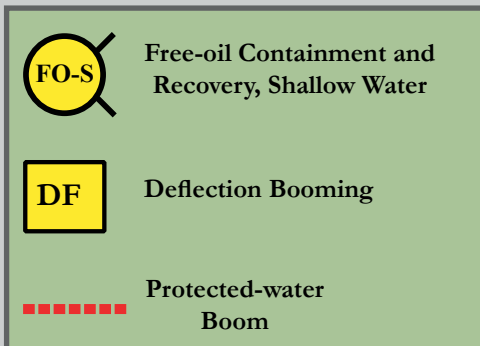 FO-S
Free-oil Containment and
Recovery, Shallow Water
DF
Deflection Booming
Protected-water
Boom